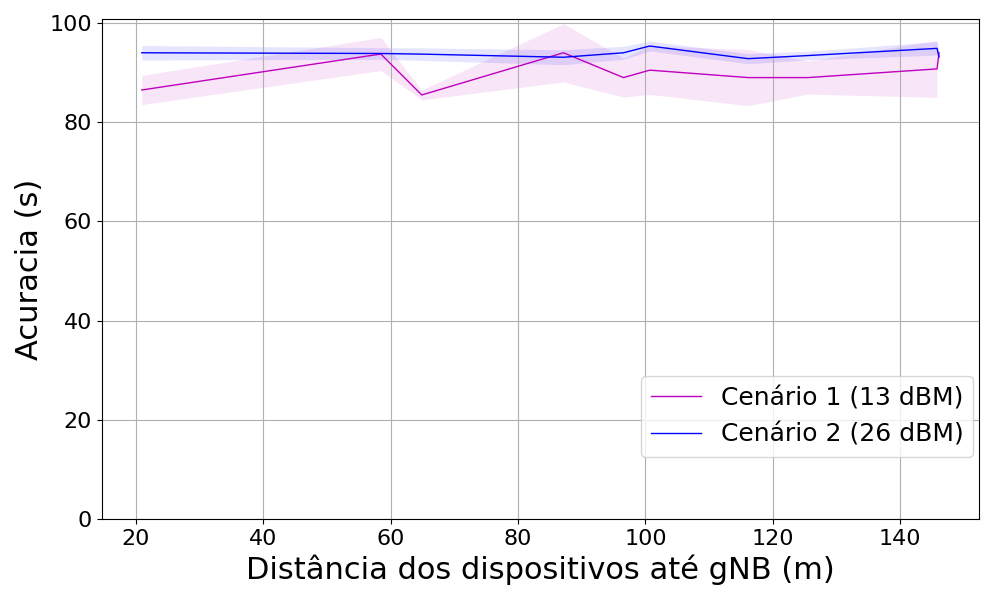 100
80
60
40
20
0
Acuracia (s)
Cenário 1 (13 dBM)
Cenário 2 (26 dBM)
20 40 60 80 100 120 140
Distância dos dispositivos até gNB (m)